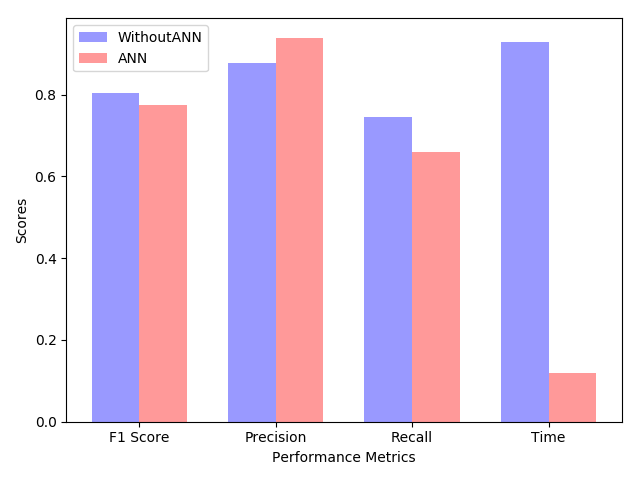 WithoutANN
ANN
Scores
0.8
0.6
0.4
0.2
0.0
F1 Score
Precision
Recall
Time
Performance Metrics